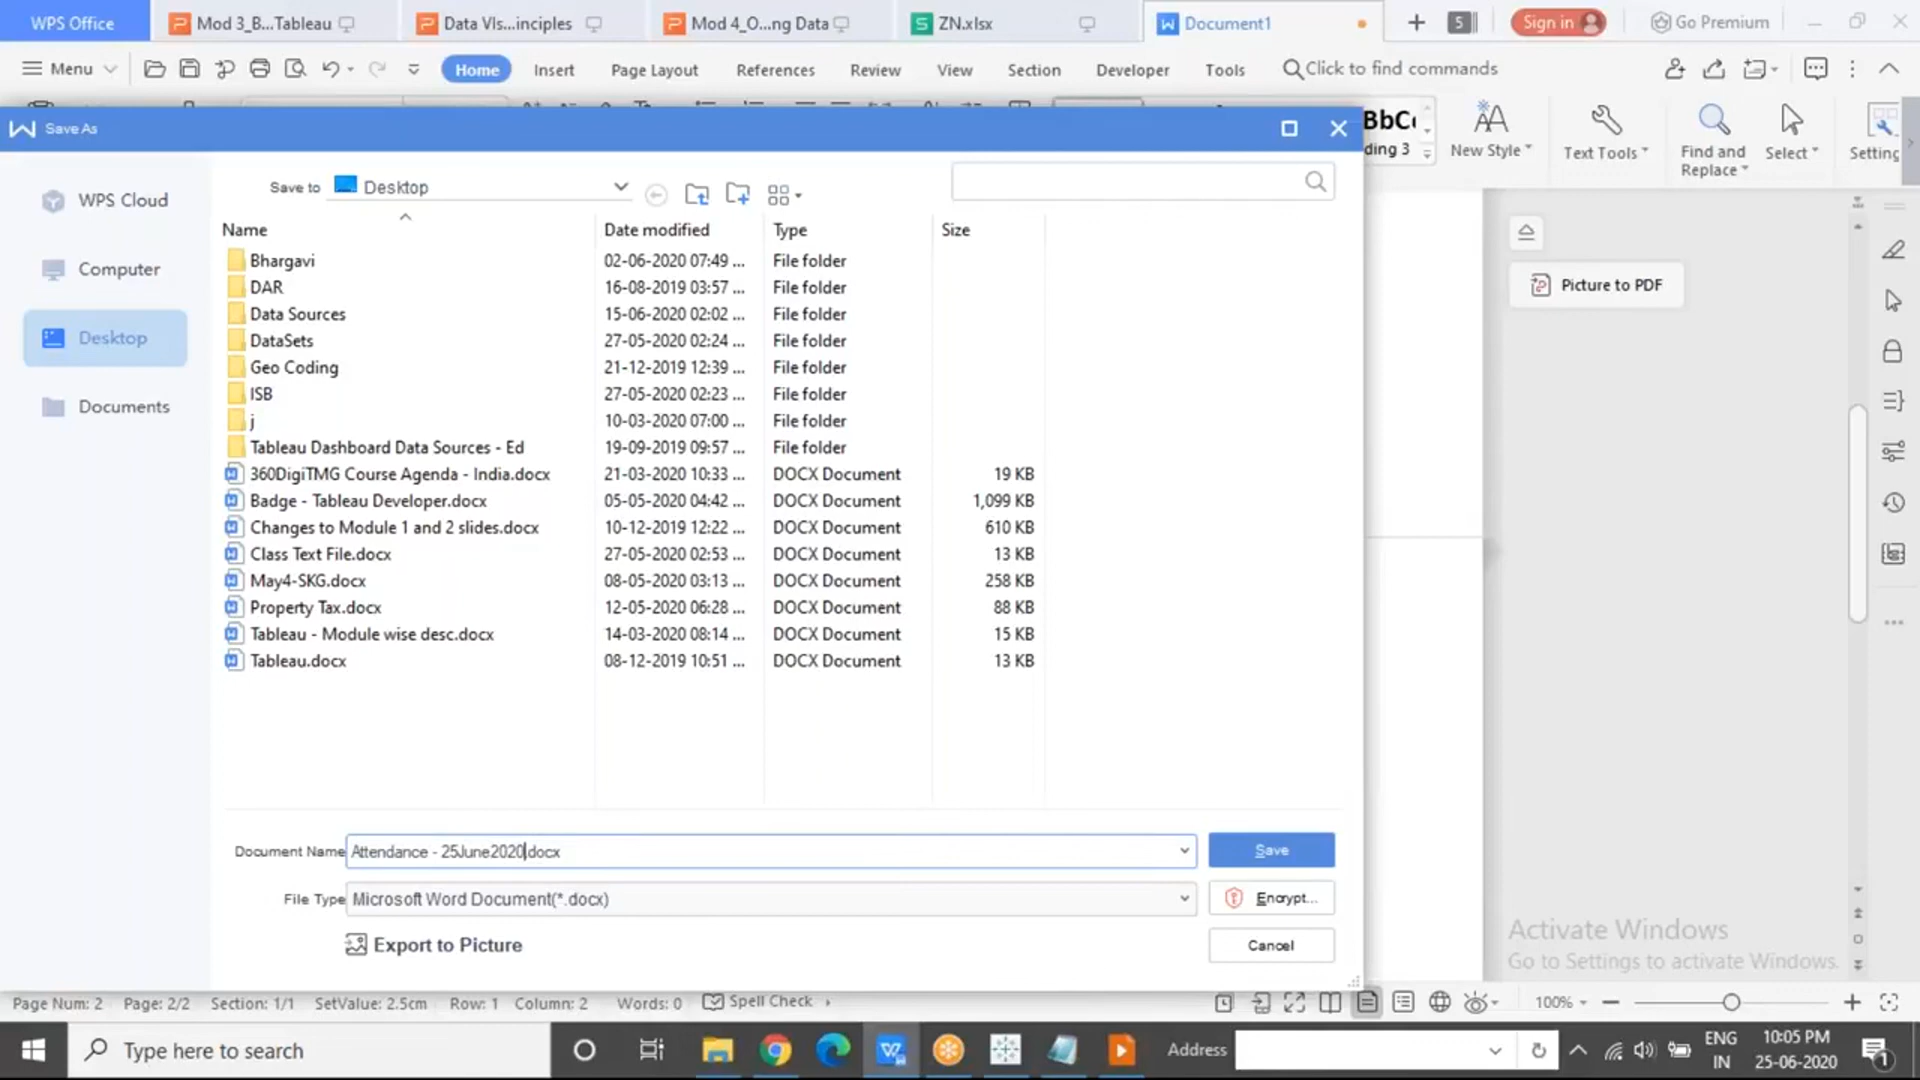 WPS Office
Mod 3_B...Tableau
Data VIs...inciples
Mod 4_O...ng Data
ZN.xlsx
Document1
5
Sign in
Go Premium
Menu
Home
Insert
Page Layout
References
Review
View
Section
Developer
Tools
Click to find commands
Save As
BbC
ding 3
New Style
Text Tools
Find and
Replace
Select
Setting
WPS Cloud
Computer
Desktop
Documents
Save to Desktop
Name Date modified Type Size
Bhargavi 02-06-2020 07:49 ... File folder
DAR 16-08-2019 03:57 ... File folder
Data Sources 15-06-2020 02:02 ... File folder
DataSets 27-05-2020 02:24 ... File folder
Geo Coding 21-12-2019 12:39 ... File folder
ISB 27-05-2020 02:23 ... File folder
j 10-03-2020 07:00 ... File folder
Tableau Dashboard Data Sources - Ed 19-09-2019 09:57 ... File folder
360DigiTMG Course Agenda - India.docx 21-03-2020 10:33 ... DOCX Document 19 KB
Badge - Tableau Developer.docx 05-05-2020 04:42 ... DOCX Document 1,099 KB
Changes to Module 1 and 2 slides.docx 10-12-2019 12:22 ... DOCX Document 610 KB
Class Text File.docx 27-05-2020 02:53 ... DOCX Document 13 KB
May4-SKG.docx 08-05-2020 03:13 ... DOCX Document 258 KB
Property Tax.docx 12-05-2020 06:28 ... DOCX Document 88 KB
Tableau - Module wise desc.docx 14-03-2020 08:14 ... DOCX Document 15 KB
Tableau.docx 08-12-2019 10:51 ... DOCX Document 13 KB
Document Name Attendance - 25June2020.docx Save
File Type Microsoft Word Document(*.docx) Encrypt...
Export to Picture Cancel
Picture to PDF
Activate Windows
Go to Settings to activate Windows.
Page Num: 2 Page: 2/2 Section: 1/1 SetValue: 2.5cm Row: 1 Column: 2 Words: 0 Spell Check 100%
Type here to search
Address
ENG
IN
10:05 PM
25-06-2020
1